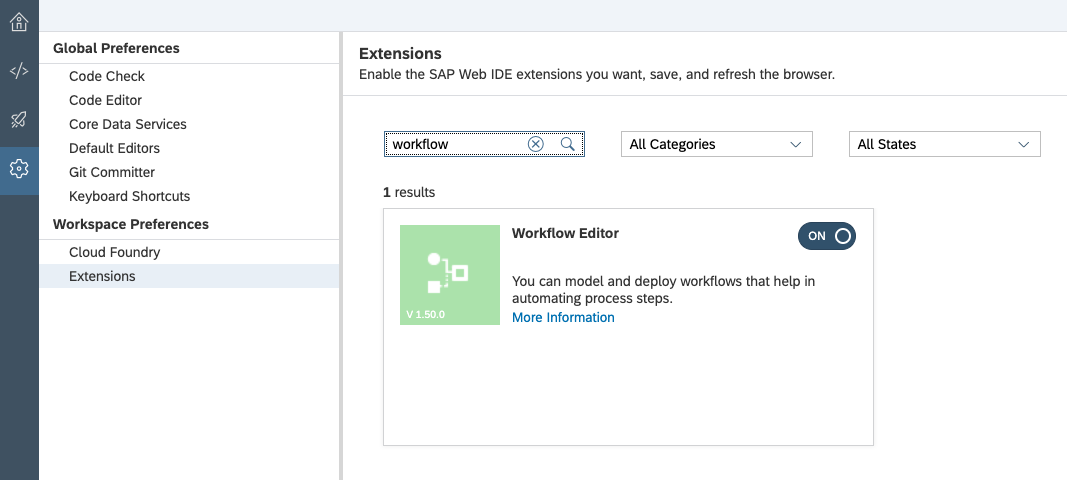 Global Preferences
Code Check
Code Editor
Core Data Services
Default Editors
Git Committer
Keyboard Shortcuts
Workspace Preferences
Cloud Foundry
Extensions
Extensions
Enable the SAP Web IDE extensions you want, save, and refresh the browser.
workflow
All Categories
All States
1 results
Workflow Editor
ON
You can model and deploy workflows that help in
automating process steps.
More Information
V 1.50.0